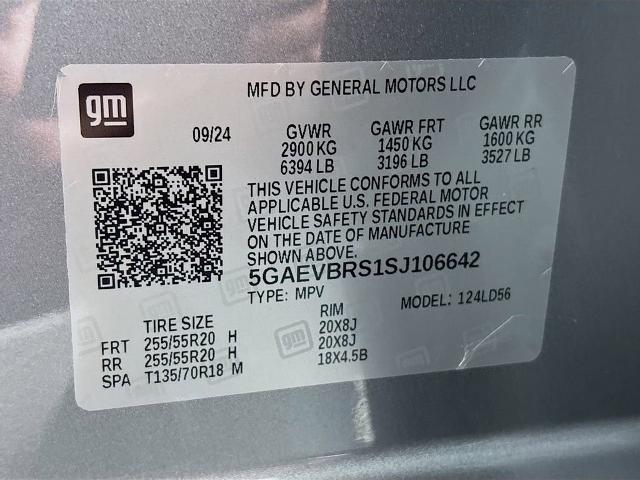 gm
MFD BY GENERAL MOTORS LLC
09/24
GVWR GAWR FRT GAWR RR
2900 KG 1450 KG 1600 KG
6394 LB 3196 LB 3527 LB
THIS VEHICLE CONFORMS TO ALL
APPLICABLE U.S. FEDERAL MOTOR
VEHICLE SAFETY STANDARDS IN EFFECT
ON THE DATE OF MANUFACTURE
SHOWN ABOVE.
5GAEVBRS1SJ106642
TYPE: MPV MODEL: 124LD56
TIRE SIZE RIM
FRT 255/55R20 H 20X8J
RR 255/55R20 H 20X8J
SPA T135/70R18 M 18X4.5B